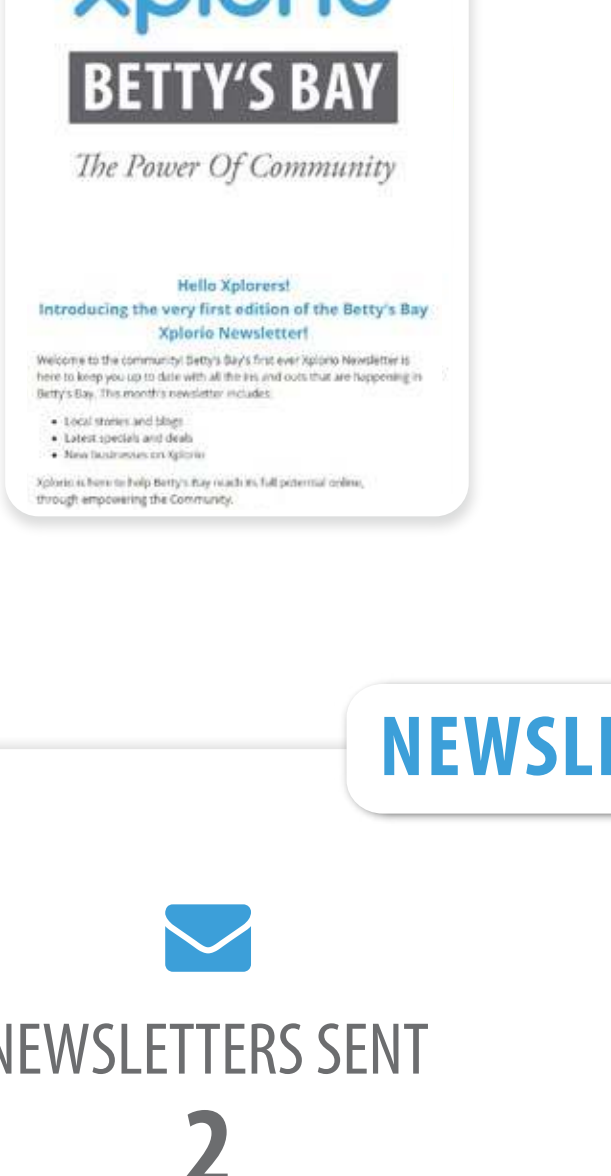 xplorio
BETTY'S BAY
The Power Of Community
Hello Xplorers!
Introducing the very first edition of the Betty's Bay
Xplorio Newsletter!
Welcome to the community! Betty's Bay's first ever Xplorio Newsletter is
here to keep you up to date with all the ins and outs that are happening in
Betty's Bay. This month's newsletter includes:
• Local stories and blogs
• Latest specials and deals
• New businesses on Xplorio
Xplorio is here to help Betty's Bay reach its full potential online,
through empowering the Community.
NEWSLE
NEWSLETTERS SENT
2